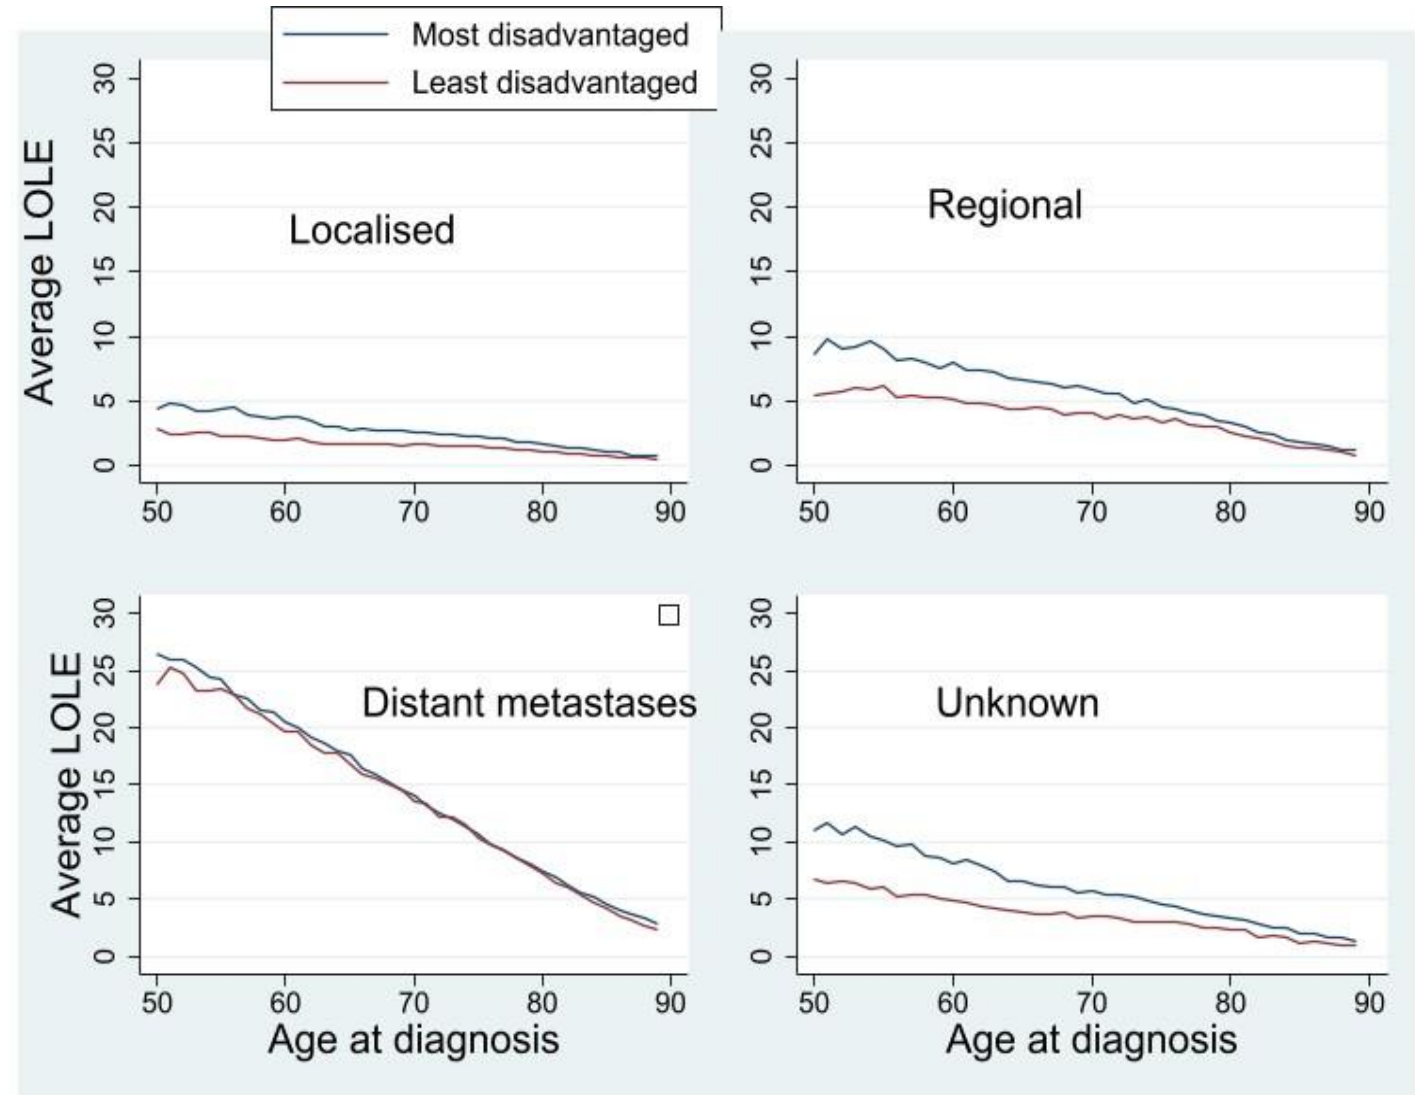 Most disadvantaged
Least disadvantaged
Average LOLE
30
25
20
15
10
5
0
Localised
50 60 70 80 90
30
25
20
15
10
5
0
Regional
50 60 70 80 90
Average LOLE
30
25
20
15
10
5
0
Distant metastases
50 60 70 80 90
Age at diagnosis
30
25
20
15
10
5
0
Unknown
50 60 70 80 90
Age at diagnosis